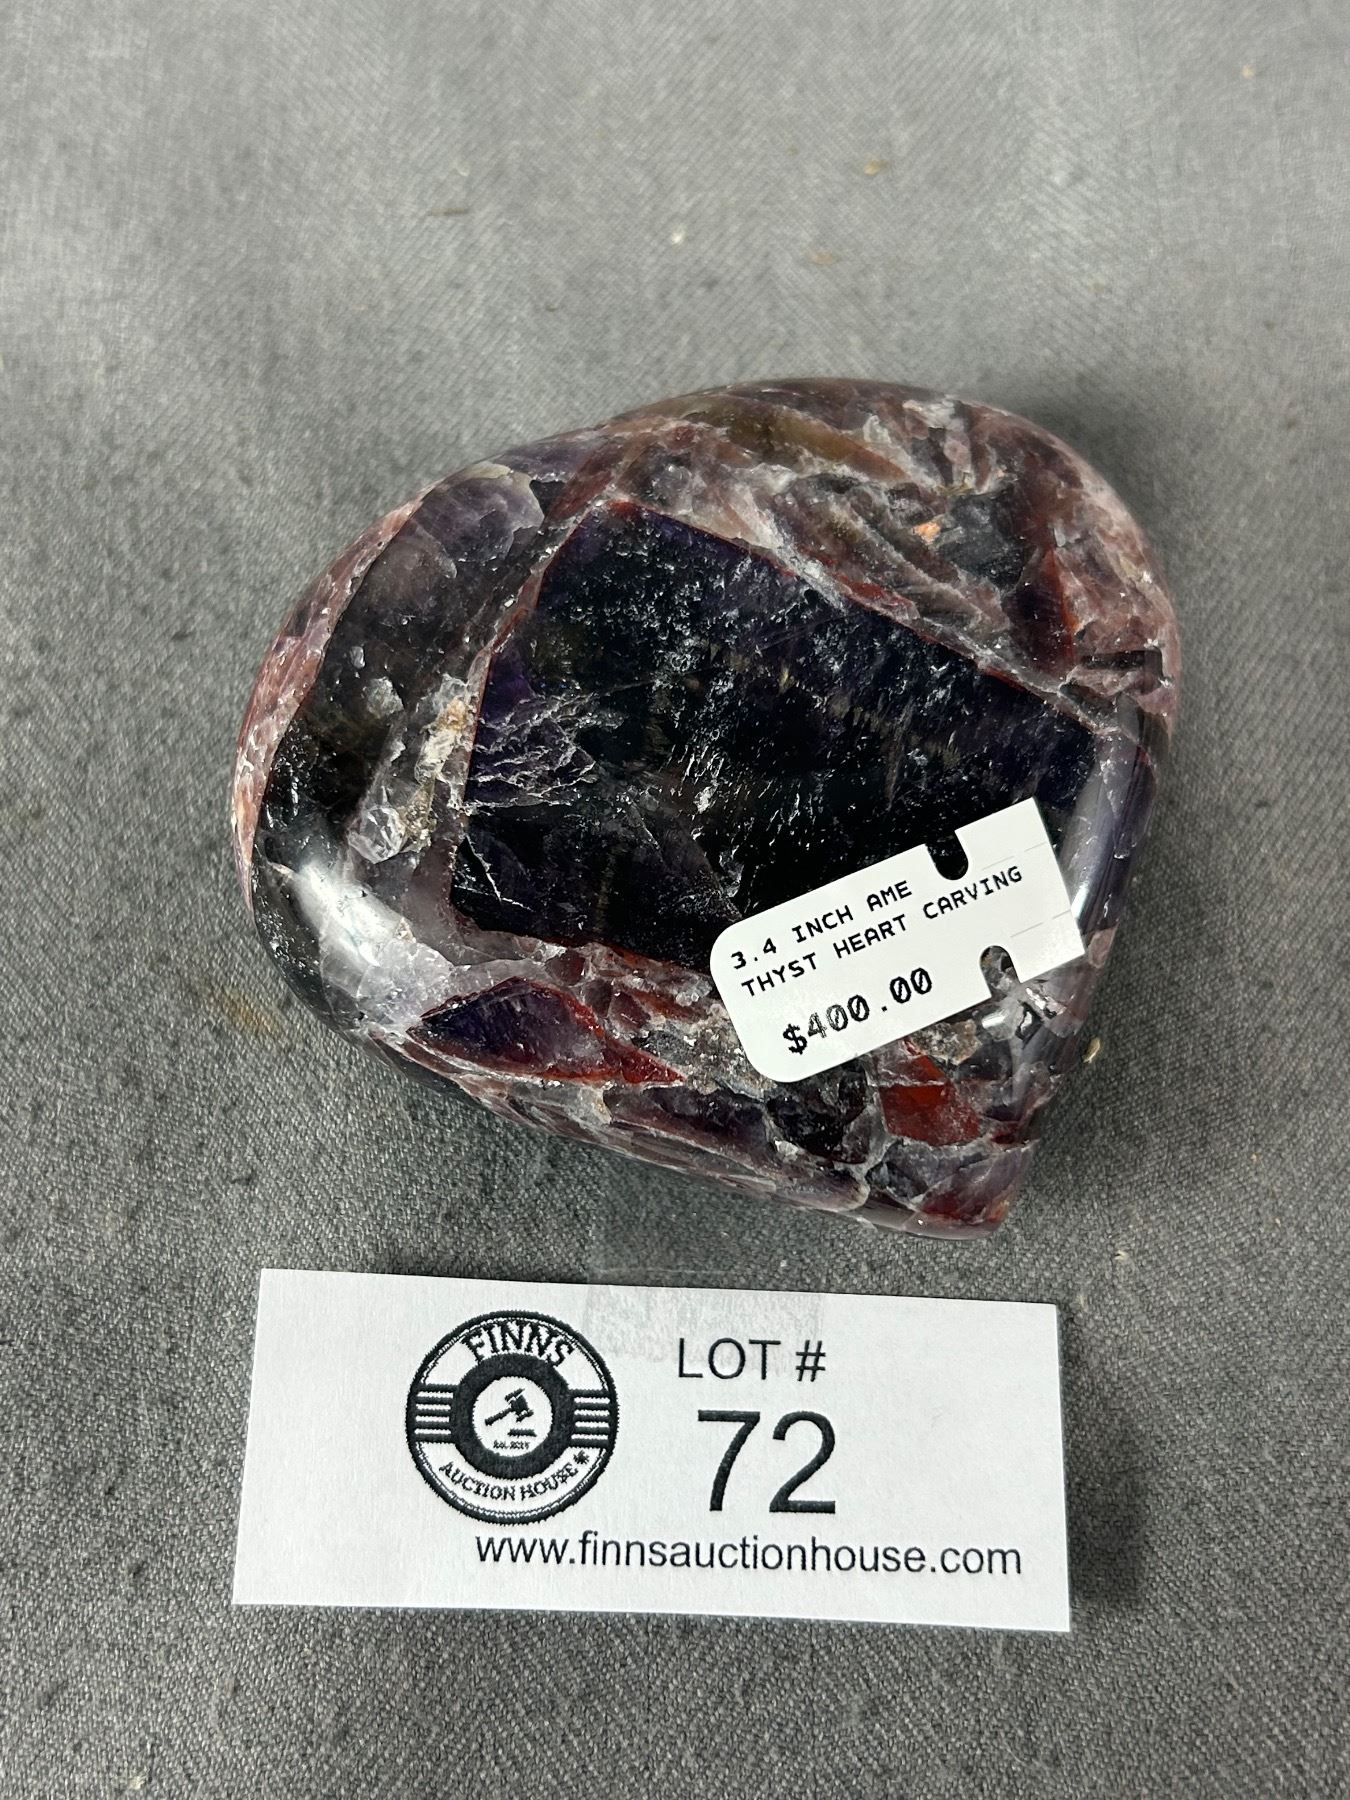 3.4 INCH AME
THYST HEART CARVING
$400.00
FINNS
AUCTION HOUSE
LOT #
72
www.finnsauctionhouse.com